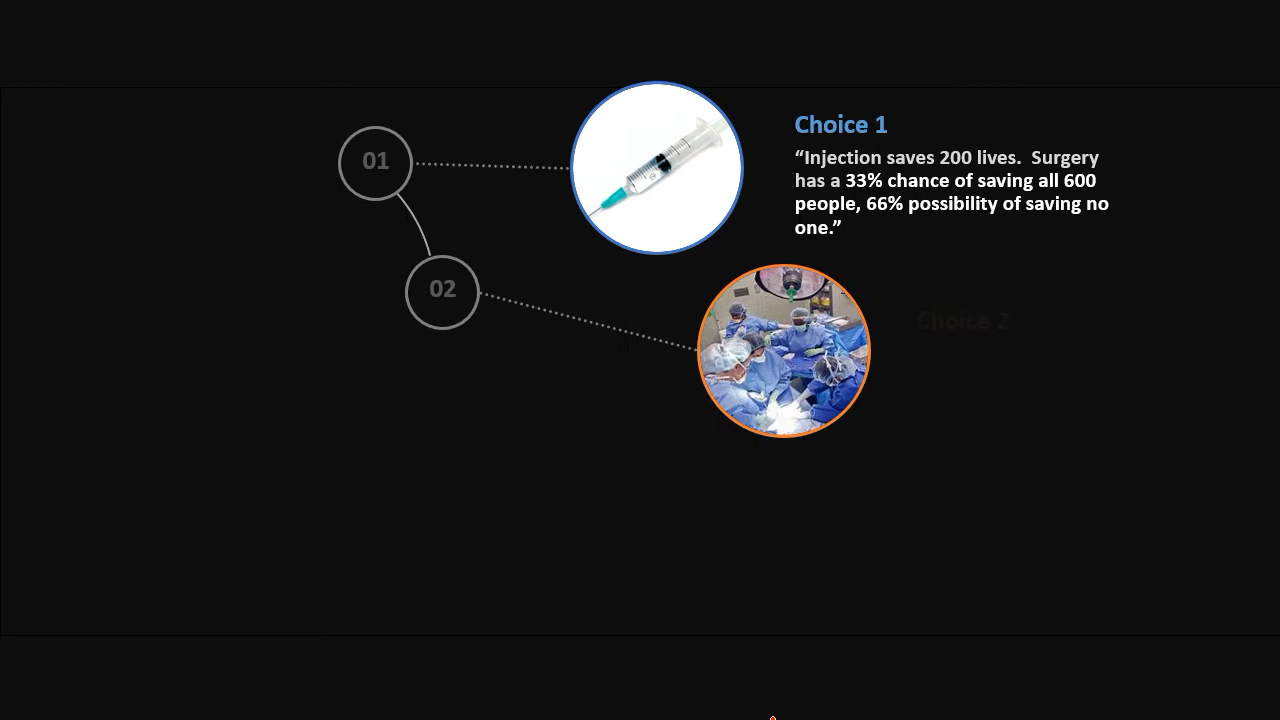 01
Choice 1
“Injection saves 200 lives.  Surgery
has a 33% chance of saving all 600
people, 66% possibility of saving no
one.”
02
Choice 2